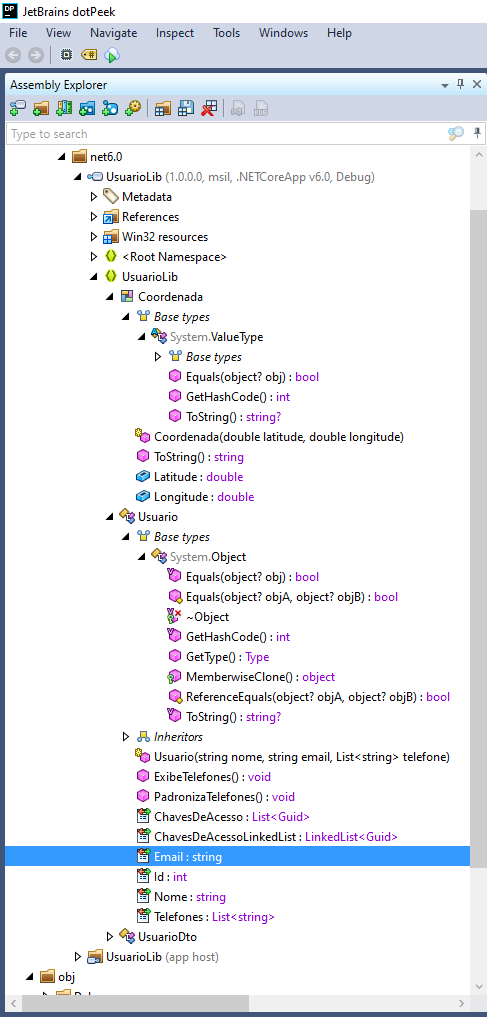 DP
JetBrains dotPeek
File View Navigate Inspect Tools Windows Help
Assembly Explorer
Type to search
net6.0
UsuarioLib (1.0.0.0, msil, .NETCoreApp v6.0, Debug)
Metadata
References
Win32 resources
<Root Namespace>
UsuarioLib
Coordenada
Base types
System.ValueType
Base types
Equals(object? obj) : bool
GetHashCode() : int
ToString() : string?
Coordenada(double latitude, double longitude)
ToString() : string
Latitude : double
Longitude : double
Usuario
Base types
System.Object
Equals(object? obj) : bool
Equals(object? objA, object? objB) : bool
~Object
GetHashCode() : int
GetType() : Type
MemberwiseClone() : object
ReferenceEquals(object? objA, object? objB) : bool
ToString() : string?
Inheritors
Usuario(string nome, string email, List<string> telefone)
ExibeTelefones() : void
PadronizaTelefones() : void
ChavesDeAcesso : List<Guid>
ChavesDeAcessoLinkedList : LinkedList<Guid>
Email : string
Id : int
Nome : string
Telefones : List<string>
UsuarioDto
UsuarioLib (app host)
obj